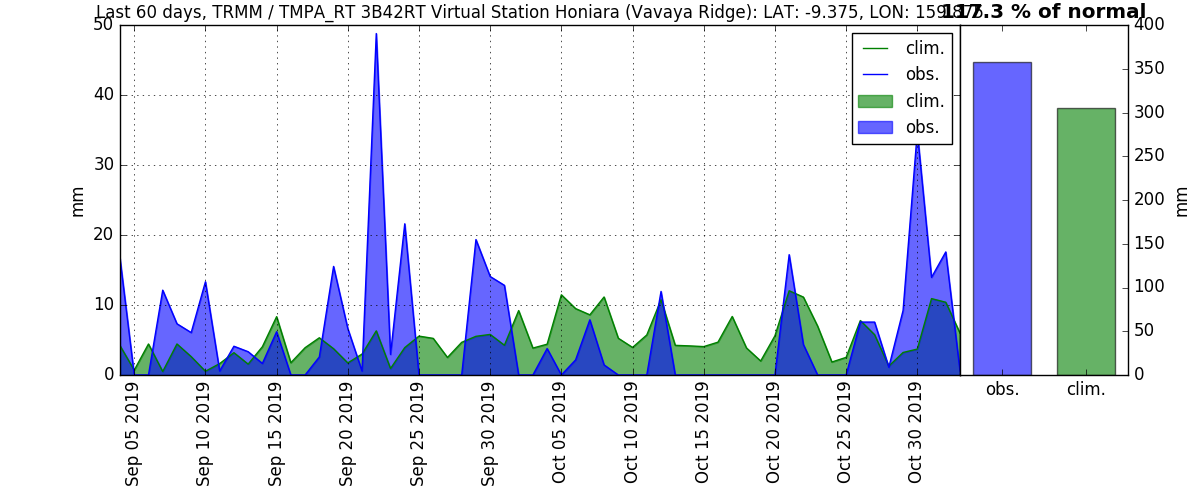 Last 60 days, TRMM / TMPA_RT 3B42RT Virtual Station Honiara (Vavaya Ridge): LAT: -9.375, LON: 159.875
117.3 % of normal
50
40
30
20
10
0
mm
clim.
obs.
clim.
obs.
Sep 05 2019
Sep 10 2019
Sep 15 2019
Sep 20 2019
Sep 25 2019
Sep 30 2019
Oct 05 2019
Oct 10 2019
Oct 15 2019
Oct 20 2019
Oct 25 2019
Oct 30 2019
400
350
300
250
200
150
100
50
0
mm
obs.
clim.